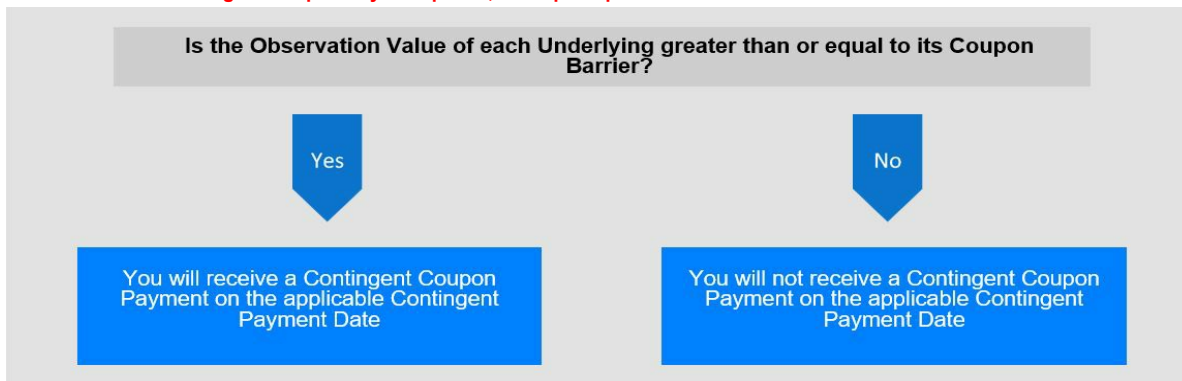 Is the Observation Value of each Underlying greater than or equal to its Coupon
Barrier?
Yes
No
You will receive a Contingent Coupon
Payment on the applicable Contingent
Payment Date
You will not receive a Contingent Coupon
Payment on the applicable Contingent
Payment Date